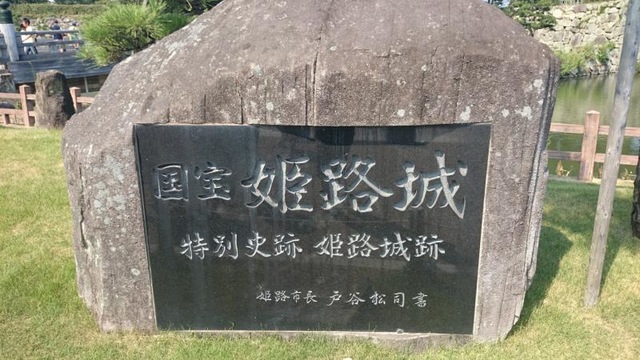 国宝 姫路城
特別史跡 姫路城跡
姫路市長 戸谷松司書